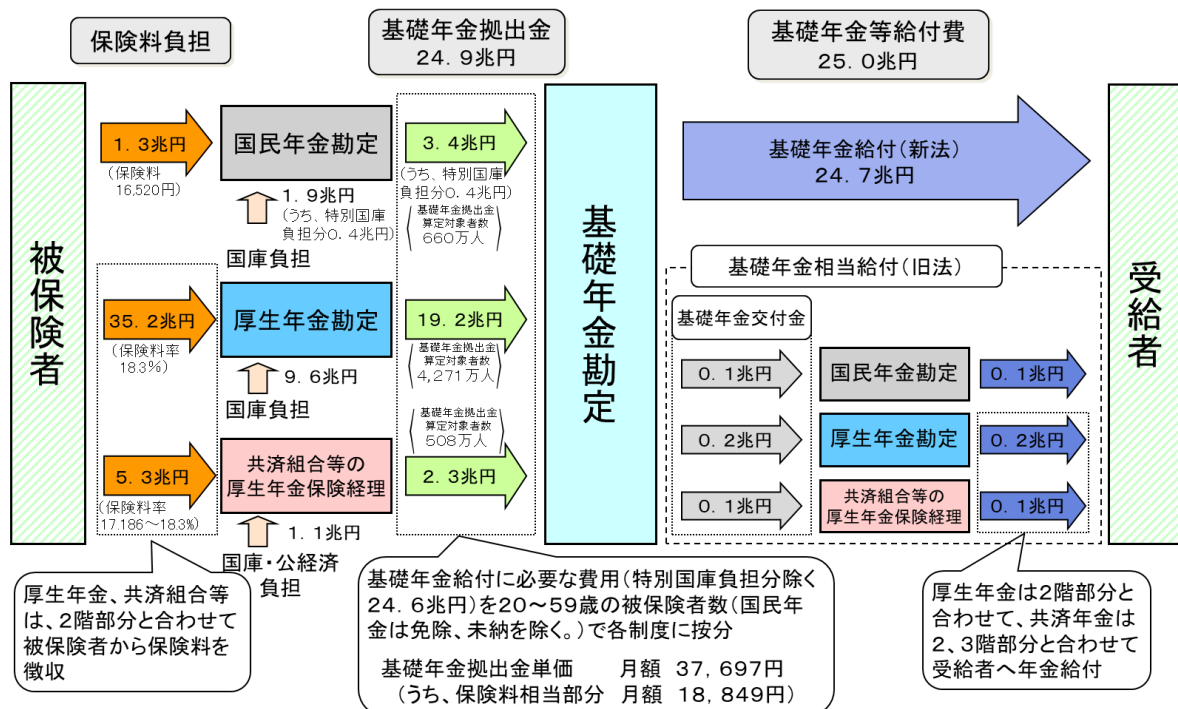 保険料負担
基礎年金拠出金
24．9兆円
基礎年金等給付費
25．0兆円
被保険者
1．3兆円
(保険料
16,520円)
国民年金勘定
1．9兆円
(うち、特別国庫
負担分0．4兆円)
国庫負担
3．4兆円
(うち、特別国庫
負担分0．4兆円)
基礎年金拠出金
算定対象者数
660万人
35．2兆円
(保険料率
18.3%)
厚生年金勘定
9．6兆円
国庫負担
19．2兆円
基礎年金拠出金
算定対象者数
4,271万人
5．3兆円
(保険料率
17.186～18.3%)
共済組合等の
厚生年金保険経理
1．1兆円
国庫・公経済
負担
基礎年金拠出金
算定対象者数
508万人
2．3兆円
基礎年金勘定
基礎年金給付(新法)
24．7兆円
基礎年金相当給付(旧法)
基礎年金交付金
0．1兆円
国民年金勘定
0．1兆円
0．2兆円
厚生年金勘定
0．2兆円
0．1兆円
共済組合等の
厚生年金保険経理
0．1兆円
受給者
厚生年金、共済組合等
は、2階部分と合わせて
被保険者から保険料を
徴収
基礎年金給付に必要な費用(特別国庫負担分除く
24．6兆円)を20～59歳の被保険者数(国民年
金は免除、未納を除く。)で各制度に按分
基礎年金拠出金単価　月額 37,697円
(うち、保険料相当部分 月額 18,849円)
厚生年金は2階部分と
合わせて、共済年金は
2、3階部分と合わせて
受給者へ年金給付